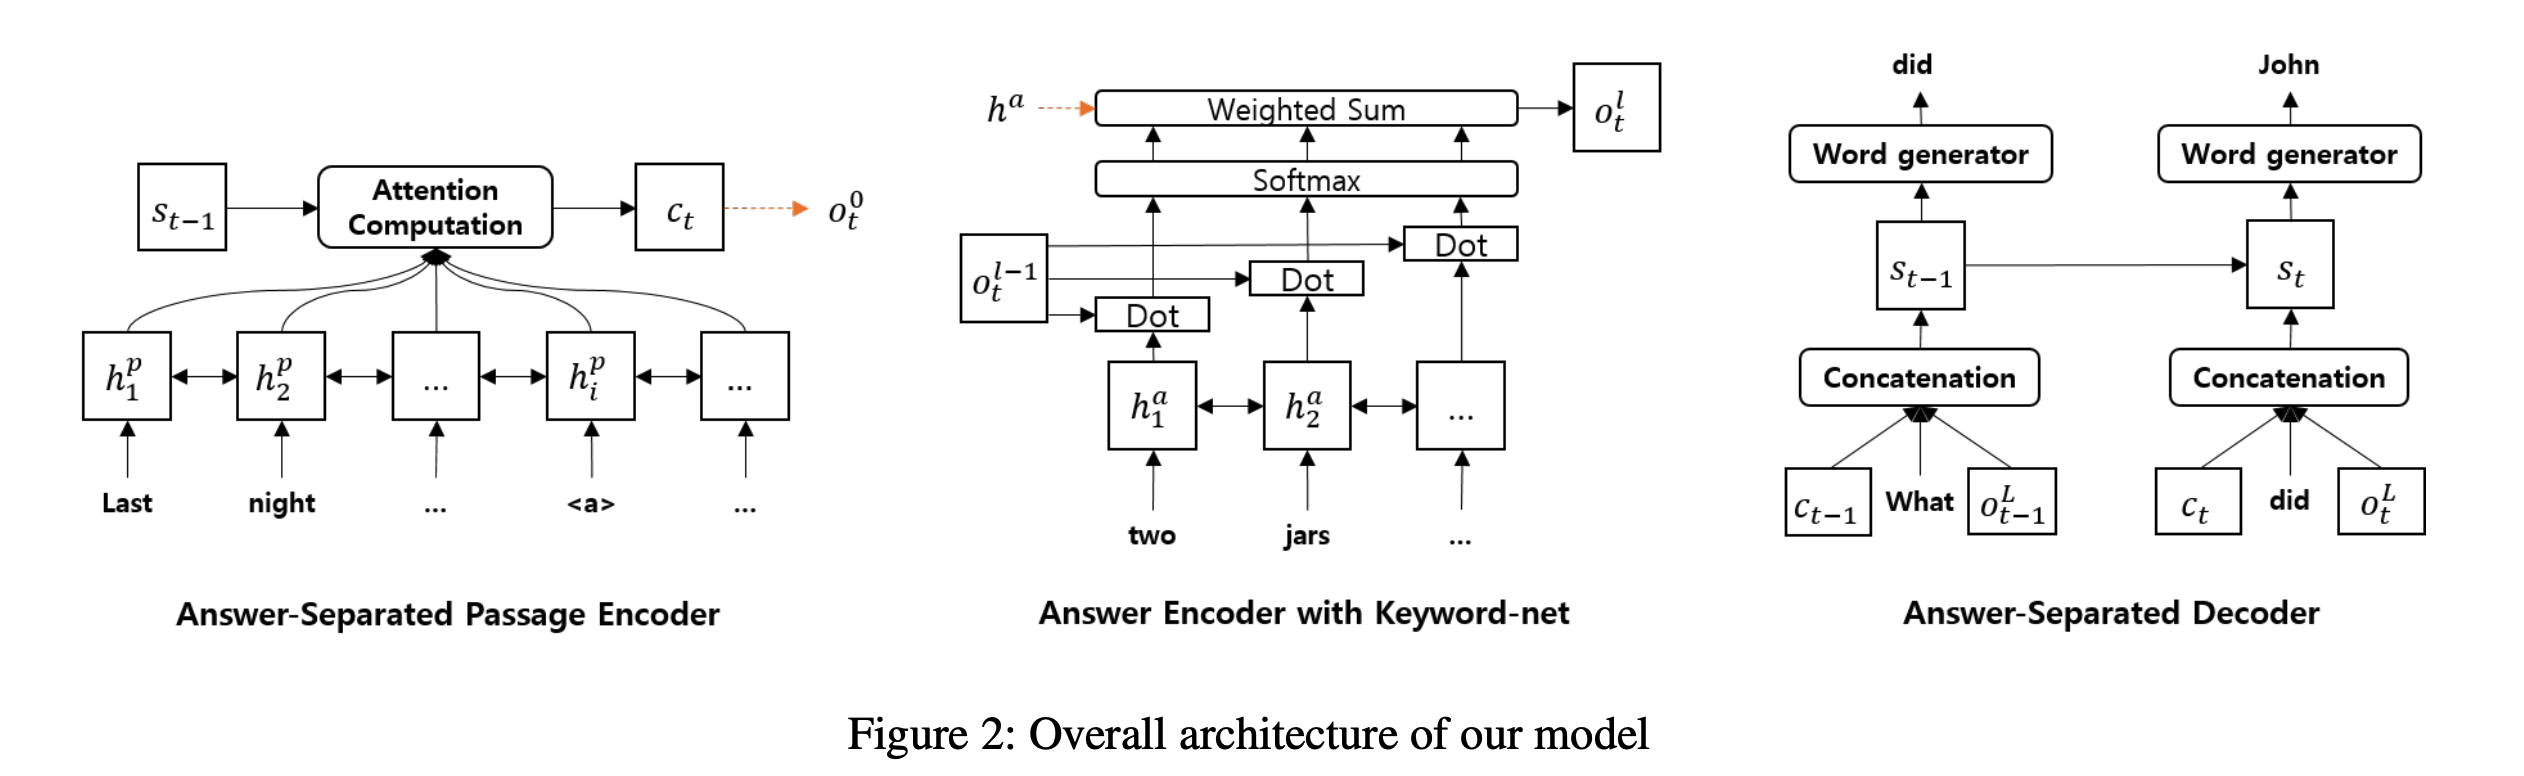 s_{t-1}
Attention
Computation
c_t
o_t^0
h_1^p
h_2^p
...
h_i^p
...
Last
night
...
<a>
...
Answer-Separated Passage Encoder
h^a
Weighted Sum
o_t^l
Softmax
o_t^{l-1}
Dot
Dot
Dot
h_1^a
h_2^a
...
two
jars
...
Answer Encoder with Keyword-net
did
John
Word generator
Word generator
s_{t-1}
s_t
Concatenation
Concatenation
c_{t-1}
What
o_{t-1}^L
c_t
did
o_t^L
Answer-Separated Decoder
Figure 2: Overall architecture of our model